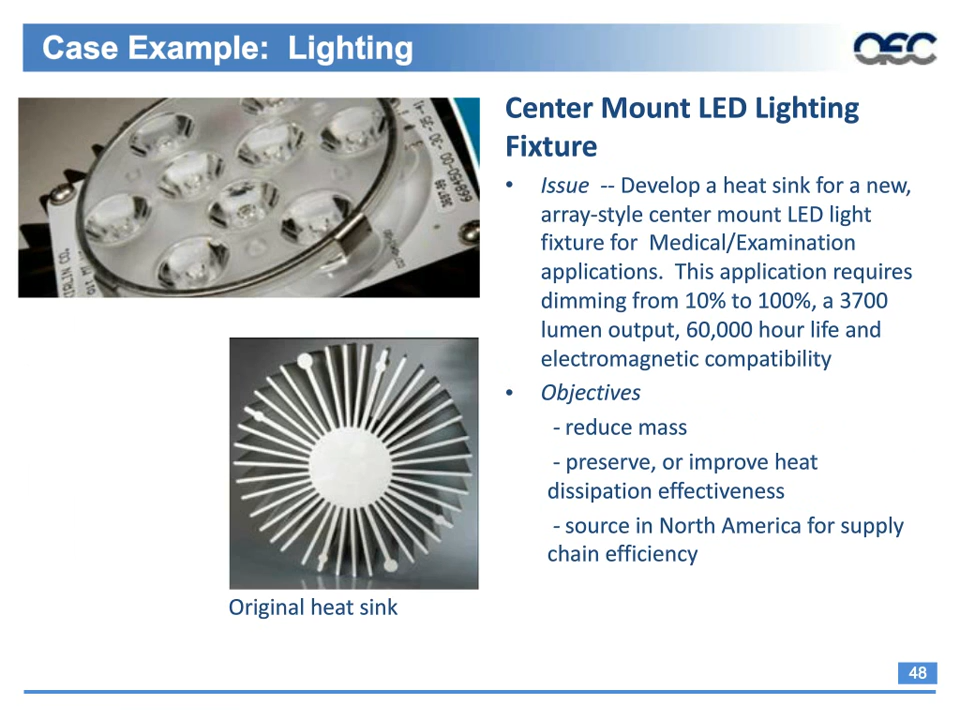 Case Example:  Lighting
AEC
Center Mount LED Lighting
Fixture
• Issue  -- Develop a heat sink for a new,
array-style center mount LED light
fixture for  Medical/Examination
applications.  This application requires
dimming from 10% to 100%, a 3700
lumen output, 60,000 hour life and
electromagnetic compatibility
• Objectives
- reduce mass
- preserve, or improve heat
dissipation effectiveness
- source in North America for supply
chain efficiency
668450-00
Original heat sink
48